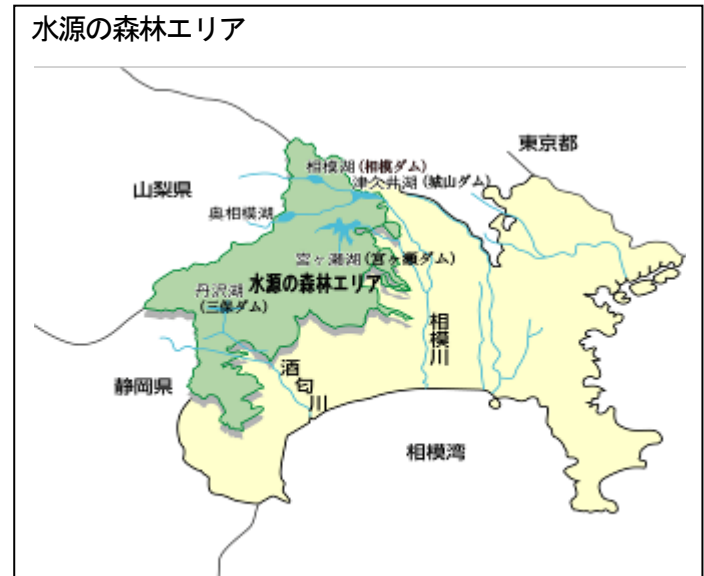 水源の森林エリア
東京都
相模湖(相模ダム)
津久井湖(城山ダム)
山梨県
奥相模湖
宮ヶ瀬湖(宮ヶ瀬ダム)
水源の森林エリア
丹沢湖
(三保ダム)
相模川
静岡県
酒匂川
相模湾